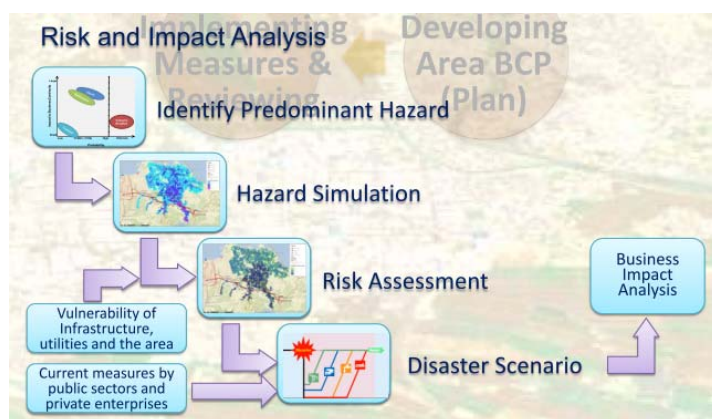 Implementing
Measures &
Reviewing
Developing
Area BCP
(Plan)
Risk and Impact Analysis
Identify Predominant Hazard
Hazard Simulation
Risk Assessment
Business
Impact
Analysis
Vulnerability of
Infrastructure,
utilities and the area
Disaster Scenario
Current measures by
public sectors and
private enterprises